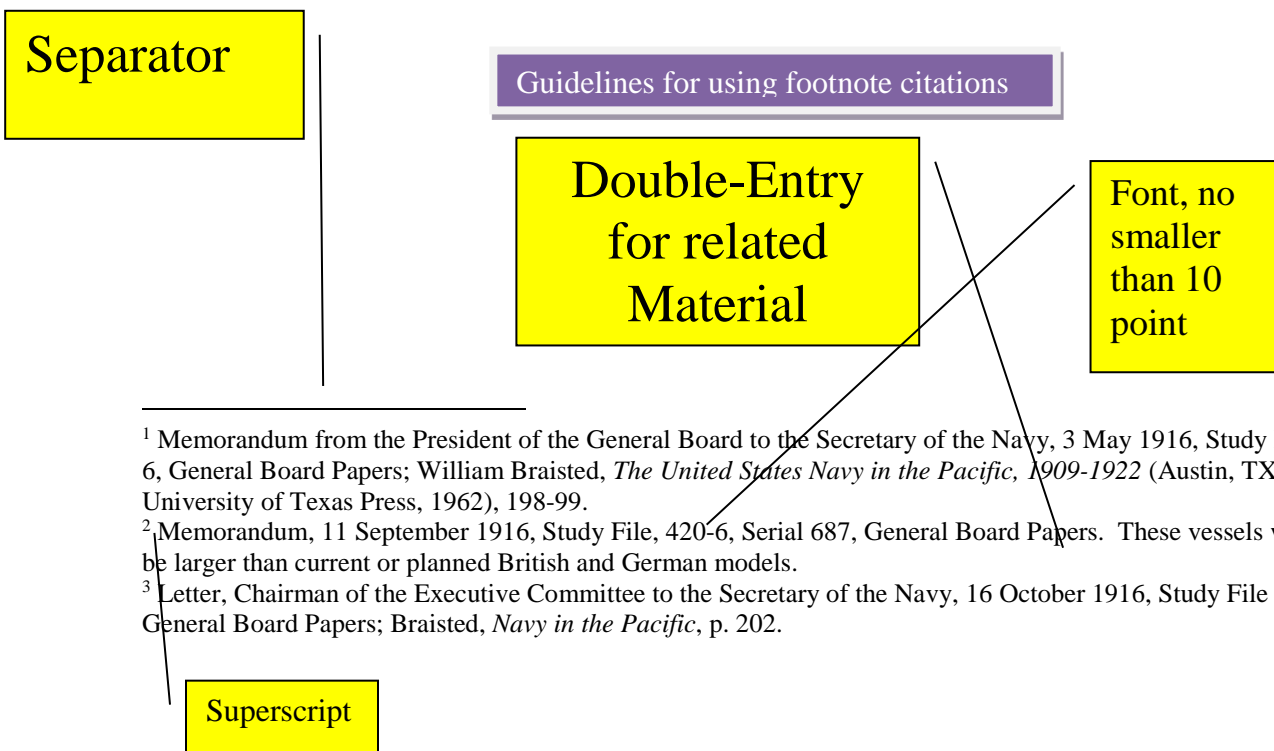 Separator
Guidelines for using footnote citations
Double-Entry
for related
Material
Font, no
smaller
than 10
point
1 Memorandum from the President of the General Board to the Secretary of the Navy, 3 May 1916, Study
6, General Board Papers; William Braisted, The United States Navy in the Pacific, 1909-1922 (Austin, TX
University of Texas Press, 1962), 198-99.
2 Memorandum, 11 September 1916, Study File, 420-6, Serial 687, General Board Papers.  These vessels
be larger than current or planned British and German models.
3 Letter, Chairman of the Executive Committee to the Secretary of the Navy, 16 October 1916, Study File
General Board Papers; Braisted, Navy in the Pacific, p. 202.
Superscript